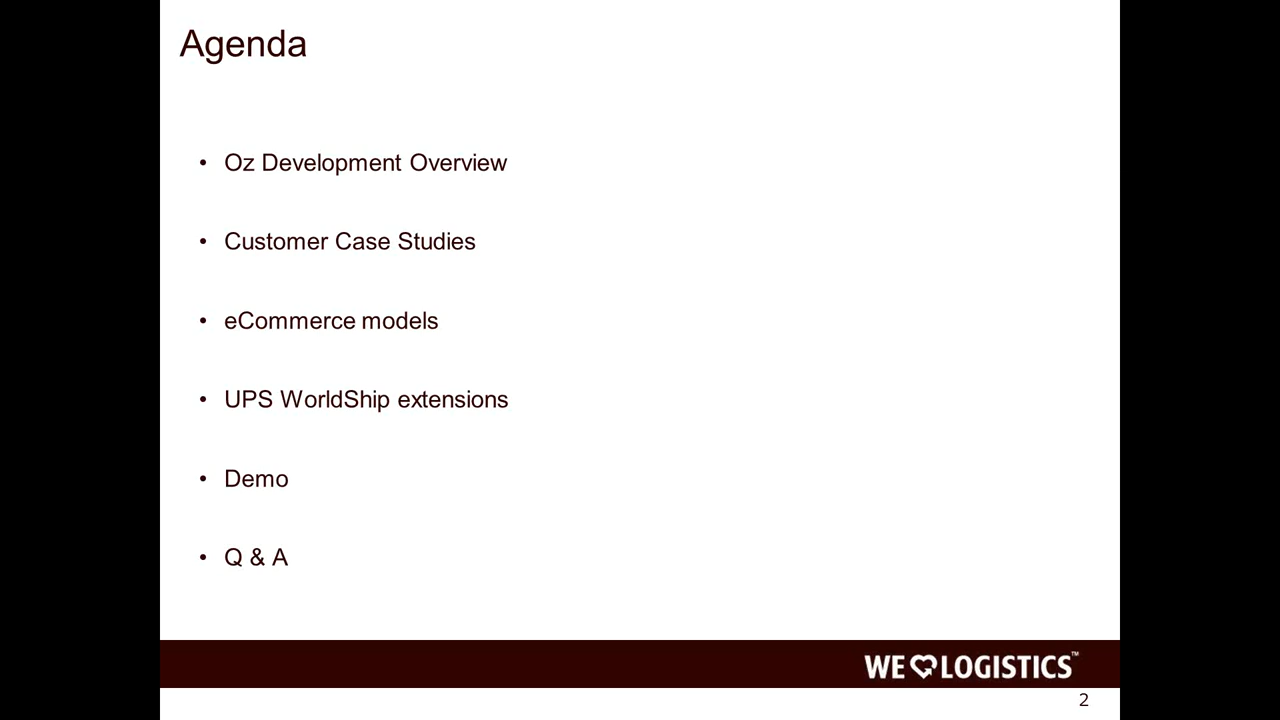 Agenda
• Oz Development Overview
• Customer Case Studies
• eCommerce models
• UPS WorldShip extensions
• Demo
• Q & A
WE LOGISTICS™
2